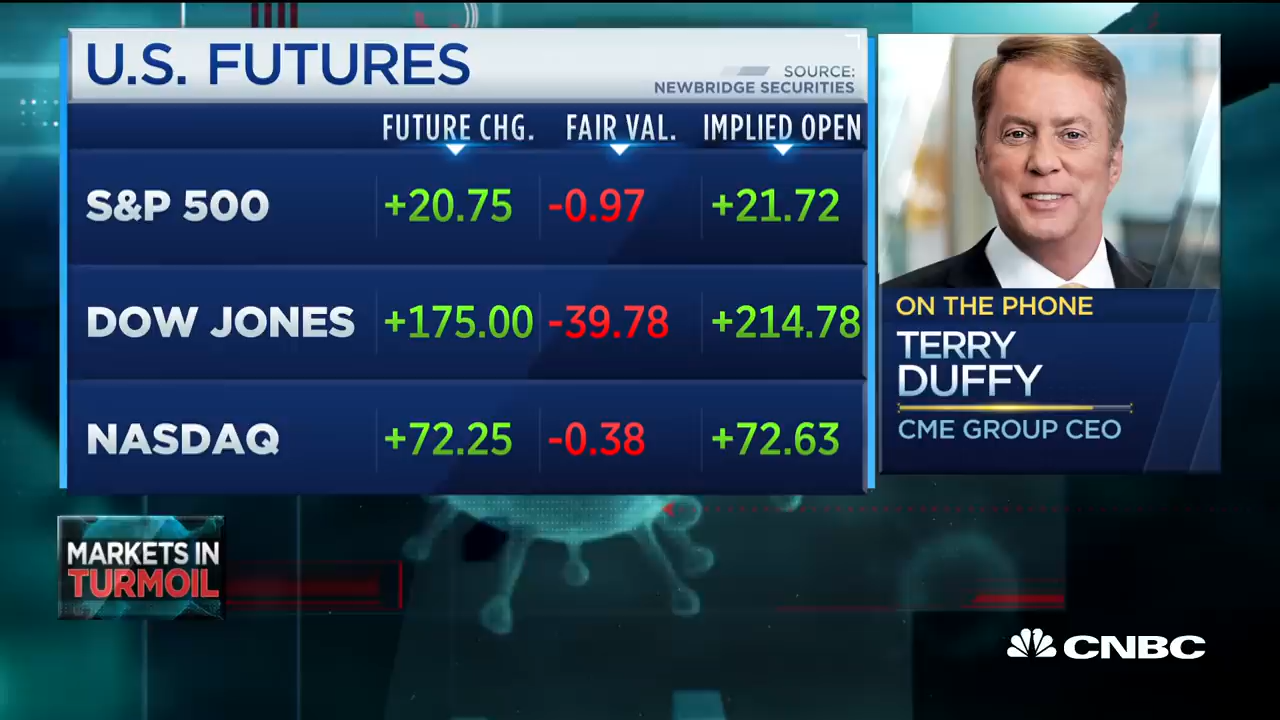 U.S. FUTURES
SOURCE:
NEWBRIDGE SECURITIES
FUTURE CHG. FAIR VAL. IMPLIED OPEN
S&P 500 +20.75 -0.97 +21.72
DOW JONES +175.00 -39.78 +214.78
NASDAQ +72.25 -0.38 +72.63
ON THE PHONE
TERRY
DUFFY
CME GROUP CEO
MARKETS IN
TURMOIL
CNBC